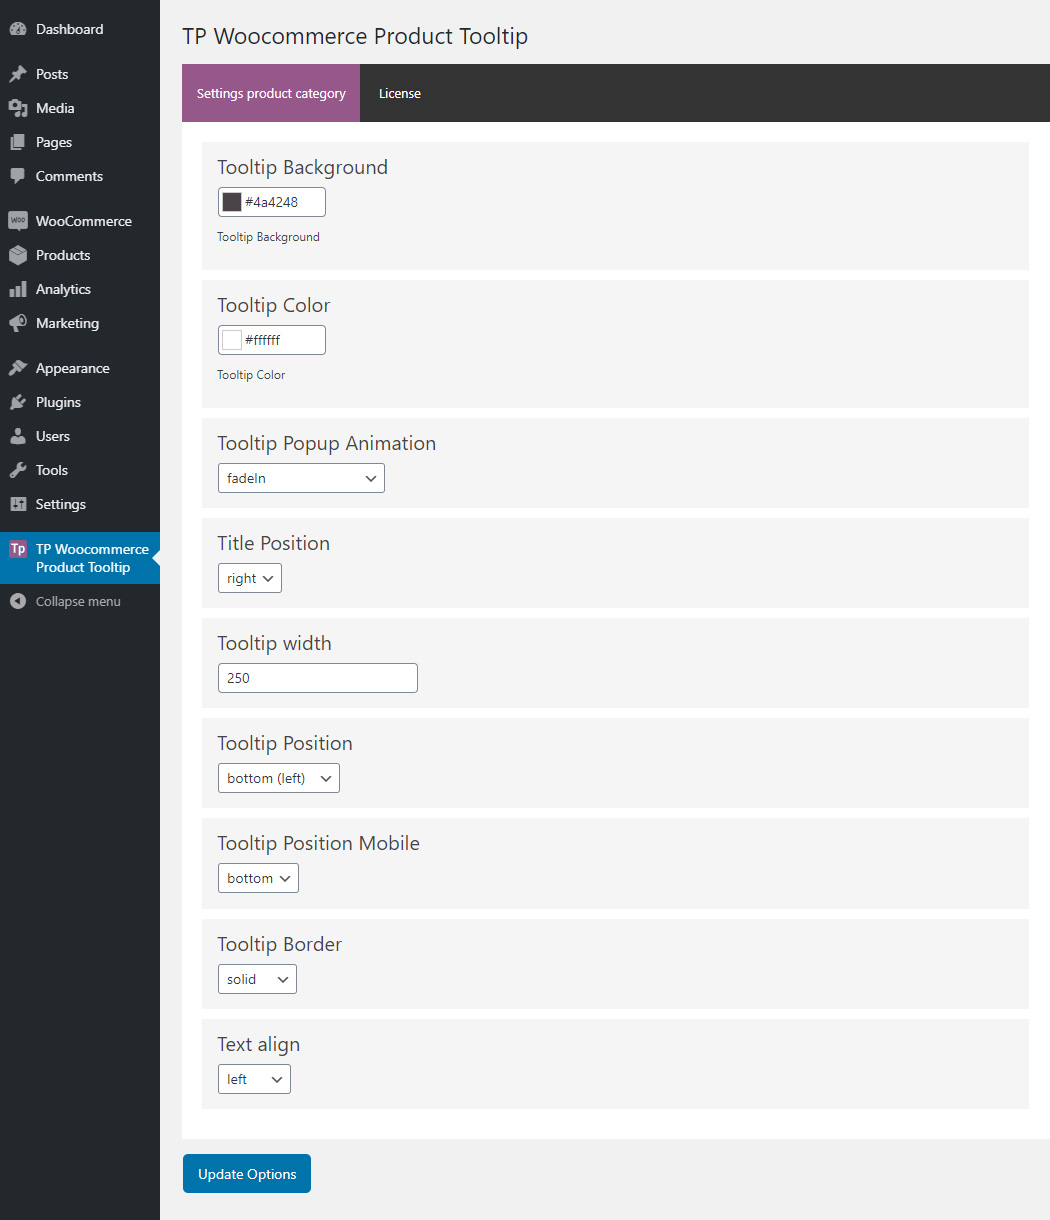 Dashboard
Posts
Media
Pages
Comments
WOO
WooCommerce
Products
Analytics
Marketing
Appearance
Plugins
Users
Tools
Settings
Tp
TP Woocommerce
Product Tooltip
Collapse menu
TP Woocommerce Product Tooltip
Settings product category
License
Tooltip Background
#4a4248
Tooltip Background
Tooltip Color
#ffffff
Tooltip Color
Tooltip Popup Animation
fadeIn
Title Position
right
Tooltip width
250
Tooltip Position
bottom (left)
Tooltip Position Mobile
bottom
Tooltip Border
solid
Text align
left
Update Options